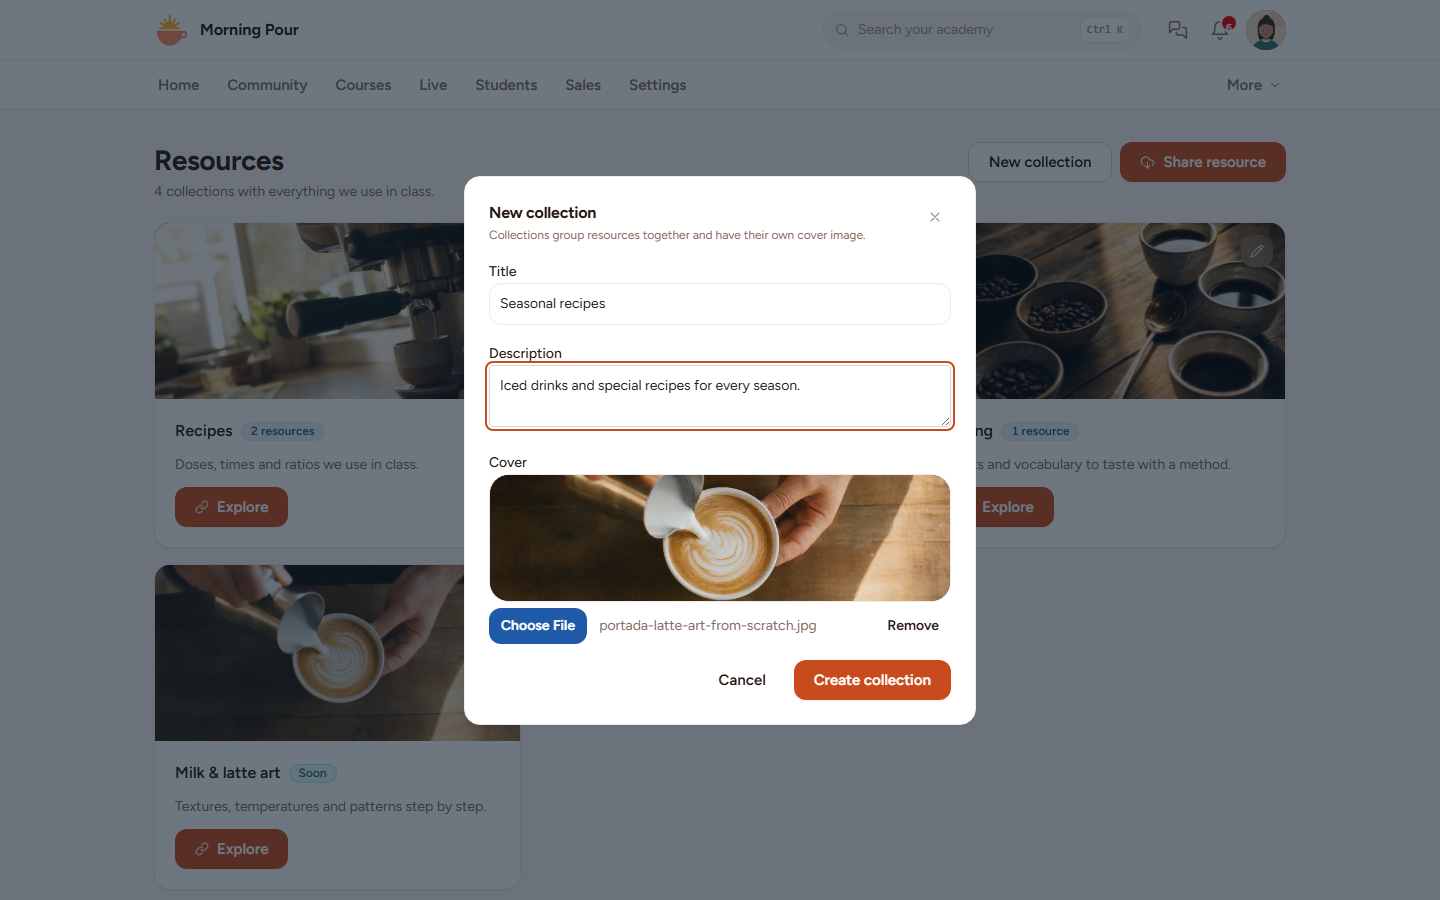 Morning Pour
Search your academy
Ctrl K
6
Home
Community
Courses
Live
Students
Sales
Settings
More
Resources
4 collections with everything we use in class.
New collection
Share resource
New collection
Collections group resources together and have their own cover image.
Title
Seasonal recipes
Description
Iced drinks and special recipes for every season.
Cover
Choose File
portada-latte-art-from-scratch.jpg
Remove
Cancel
Create collection
Recipes
2 resources
Doses, times and ratios we use in class.
Explore
ng
1 resource
s and vocabulary to taste with a method.
Explore
Milk & latte art
Soon
Textures, temperatures and patterns step by step.
Explore